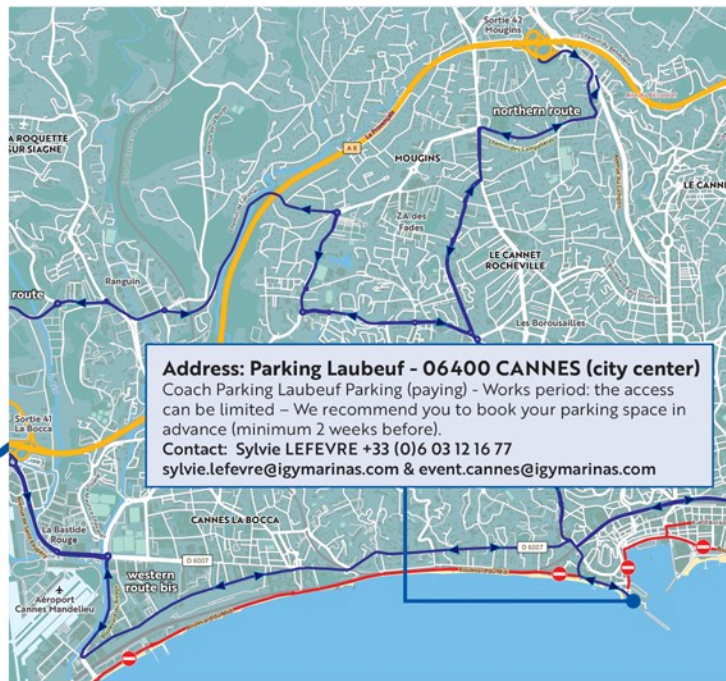 Sortie 42
Mougins
northern route
A ROQUETTE
SUR SIAGNE
A 8
La Provençale
MOUGINS
LE CANNE
ZA des
Fades
LE CANNET
ROCHEVILLE
Ranguin
route
Les Borousailles
Address: Parking Laubeuf - 06400 CANNES (city center)
Coach Parking Laubeuf Parking (paying) - Works period: the access
can be limited – We recommend you to book your parking space in
advance (minimum 2 weeks before).
Contact: Sylvie LEFEVRE +33 (0)6 03 12 16 77
sylvie.lefevre@igymarinas.com & event.cannes@igymarinas.com
Sortie 41
La Bocca
La Bastide
Rouge
CANNES LA BOCCA
D 6007
D 6007
western
route bis
Aéroport
Cannes Mandelieu